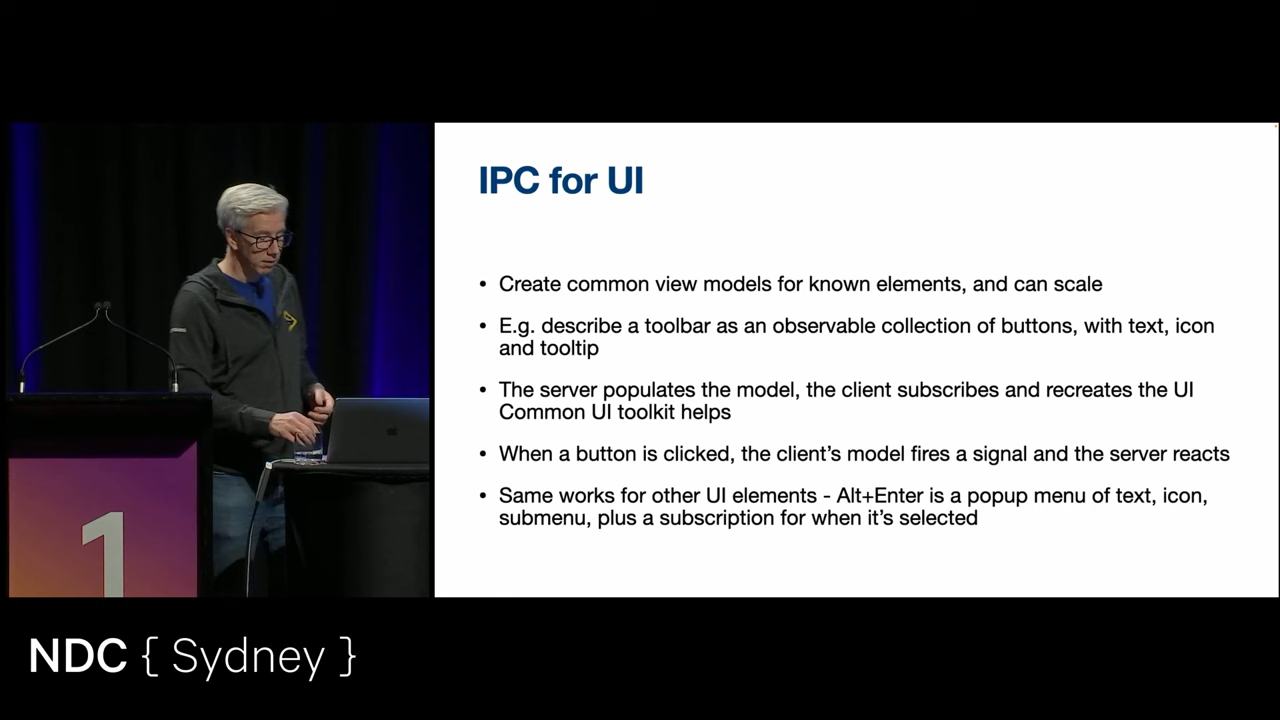 IPC for UI
• Create common view models for known elements, and can scale
• E.g. describe a toolbar as an observable collection of buttons, with text, icon
and tooltip
• The server populates the model, the client subscribes and recreates the UI
Common UI toolkit helps
• When a button is clicked, the client’s model fires a signal and the server reacts
• Same works for other UI elements - Alt+Enter is a popup menu of text, icon,
submenu, plus a subscription for when it’s selected
1
NDC { Sydney }